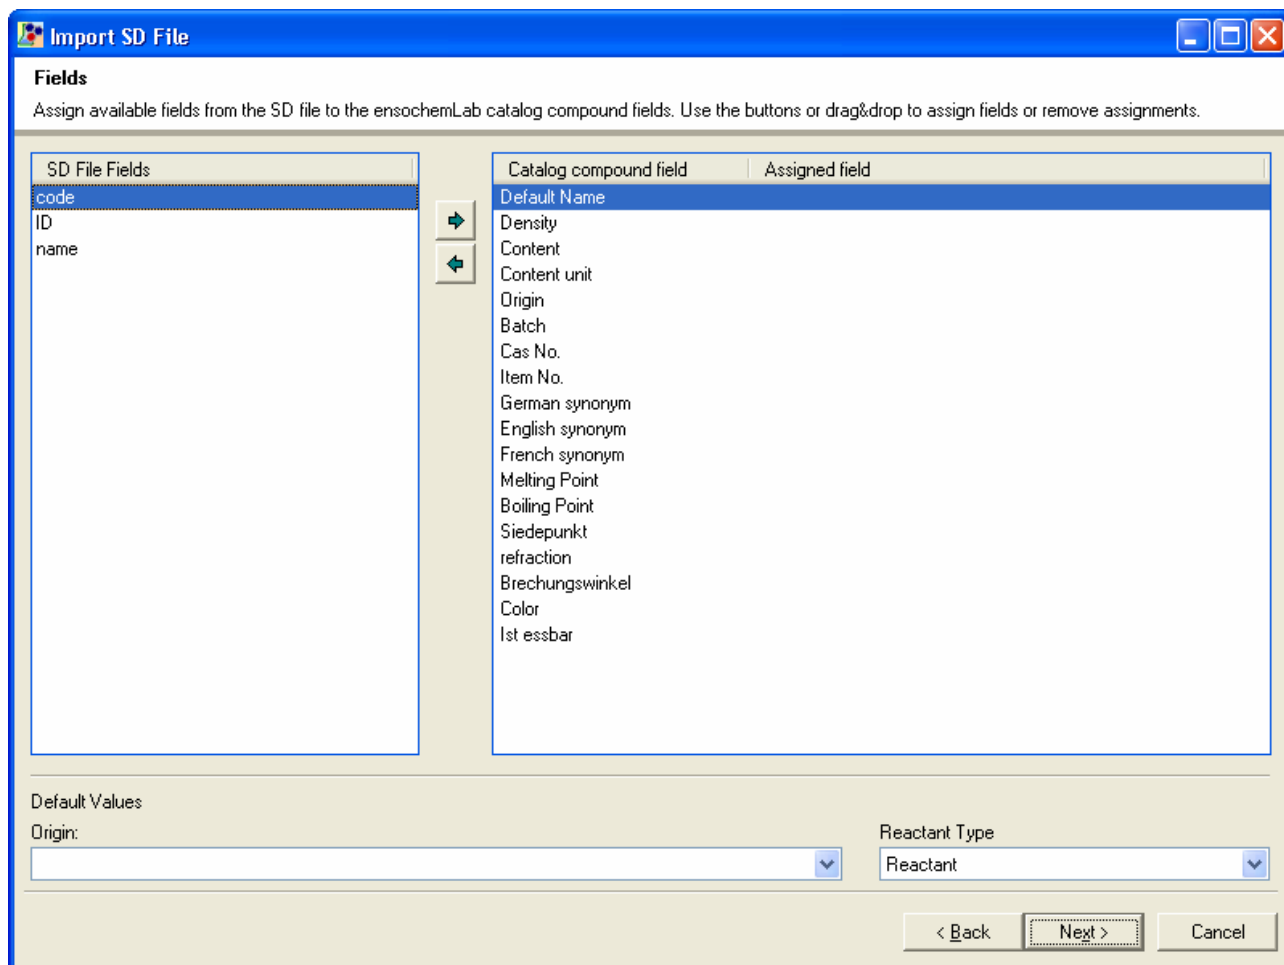 Import SD File
Fields
Assign available fields from the SD file to the ensochemLab catalog compound fields. Use the buttons or drag&drop to assign fields or remove assignments.
SD File Fields
code
ID
name
Catalog compound field Assigned field
Default Name
Density
Content
Content unit
Origin
Batch
Cas No.
Item No.
German synonym
English synonym
French synonym
Melting Point
Boiling Point
Siedepunkt
refraction
Brechungswinkel
Color
Ist essbar
Default Values
Origin:
Reactant Type
Reactant
< Back Next > Cancel